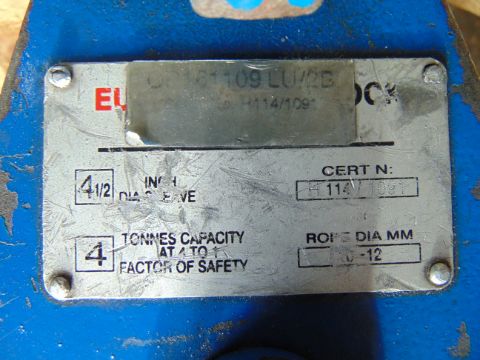 EU OCK
161109 LU/2B
H114/1091
4 1/2 INCH DIA SHEAVE
CERT N:
H 114 / 1091
4 TONNES CAPACITY
AT 4 TO 1
FACTOR OF SAFETY
ROPE DIA MM
10 -12